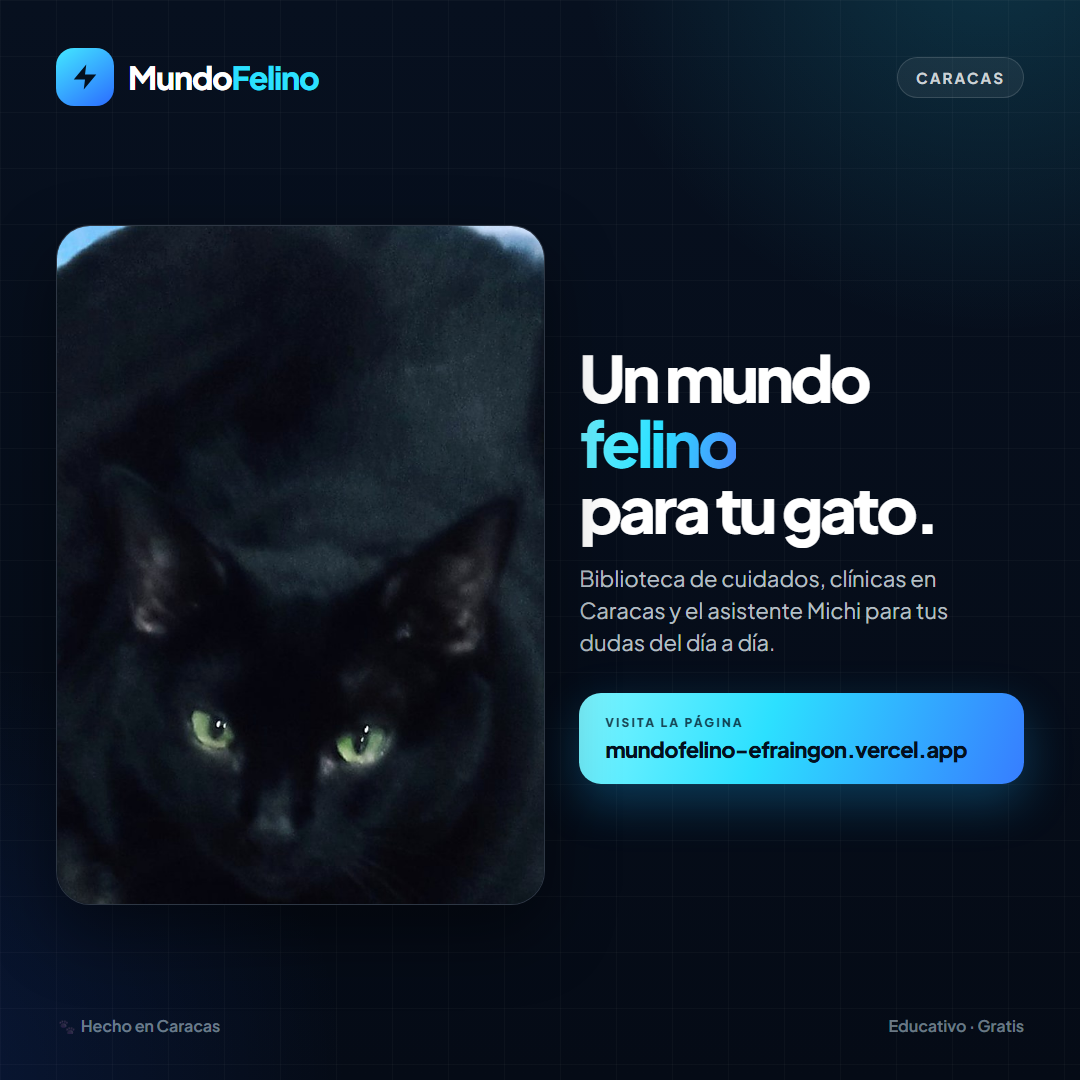 MundoFelino
CARACAS
Un mundo
felino
para tu gato.
Biblioteca de cuidados, clínicas en
Caracas y el asistente Michi para tus
dudas del día a día.
VISITA LA PÁGINA
mundofelino-efraingon.vercel.app
🐾 Hecho en Caracas
Educativo · Gratis